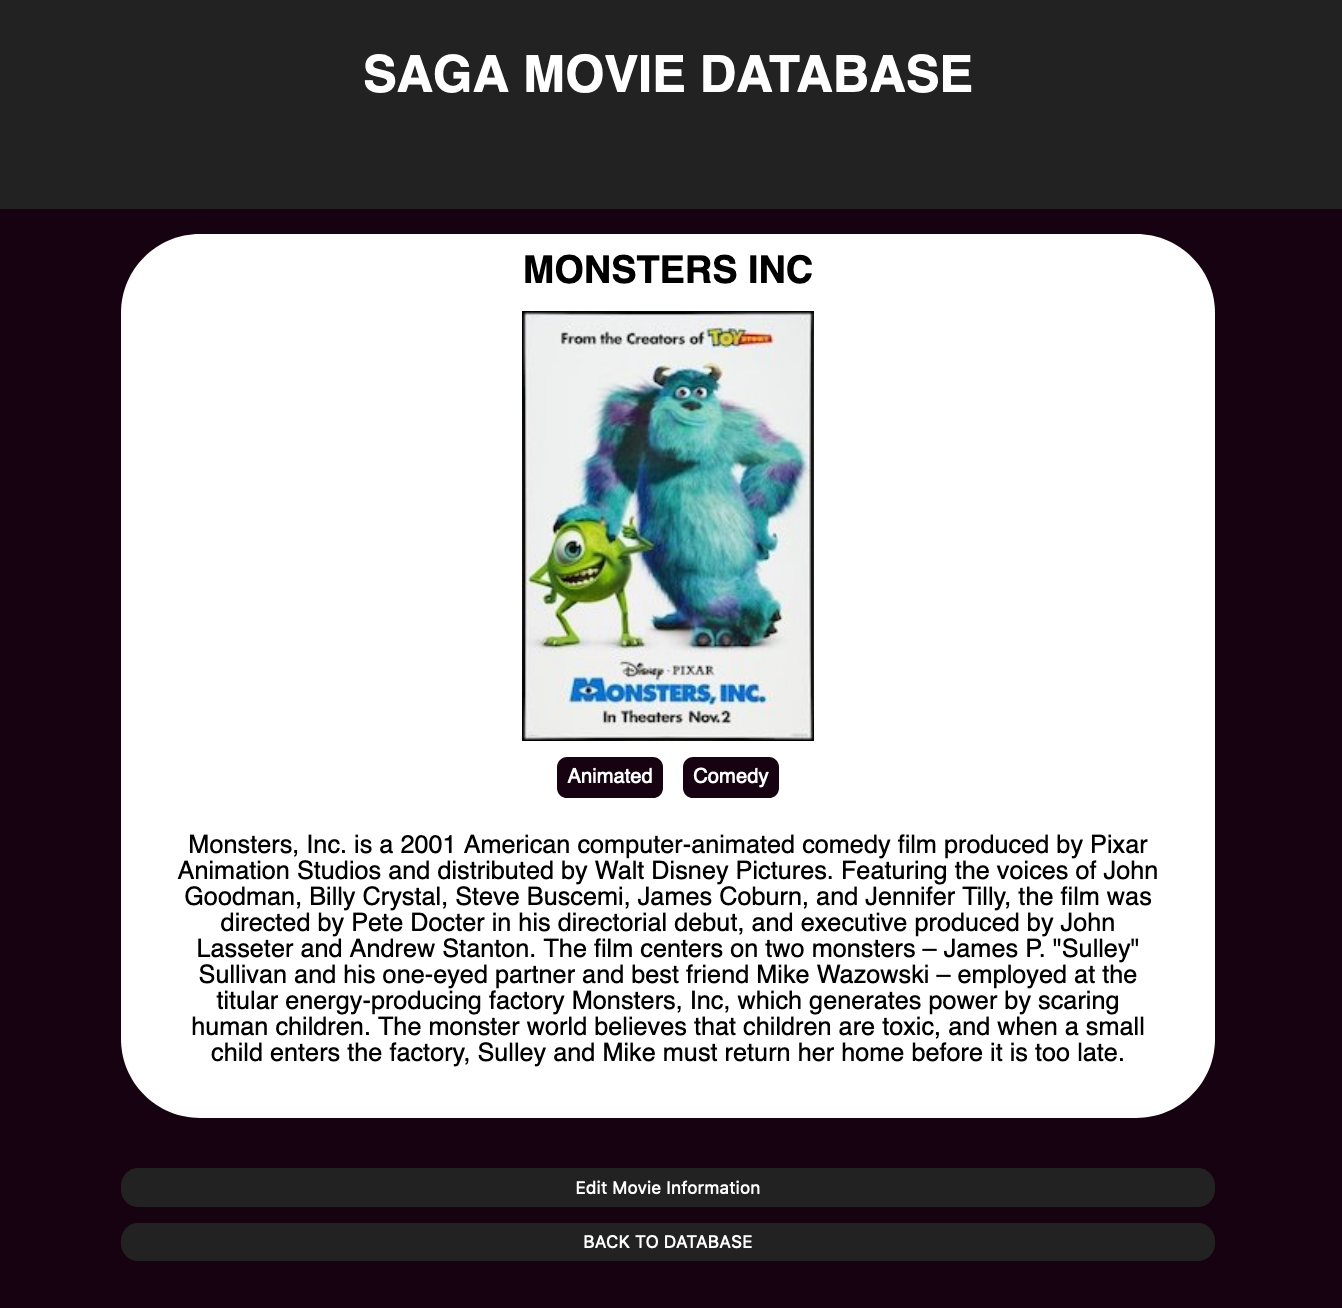 SAGA MOVIE DATABASE
MONSTERS INC
From the Creators of TOY STORY
DISNEY · PIXAR
MONSTERS, INC.
In Theaters Nov.2
Animated Comedy
Monsters, Inc. is a 2001 American computer-animated comedy film produced by Pixar
Animation Studios and distributed by Walt Disney Pictures. Featuring the voices of John
Goodman, Billy Crystal, Steve Buscemi, James Coburn, and Jennifer Tilly, the film was
directed by Pete Docter in his directorial debut, and executive produced by John
Lasseter and Andrew Stanton. The film centers on two monsters – James P. "Sulley"
Sullivan and his one-eyed partner and best friend Mike Wazowski – employed at the
titular energy-producing factory Monsters, Inc, which generates power by scaring
human children. The monster world believes that children are toxic, and when a small
child enters the factory, Sulley and Mike must return her home before it is too late.
Edit Movie Information
BACK TO DATABASE